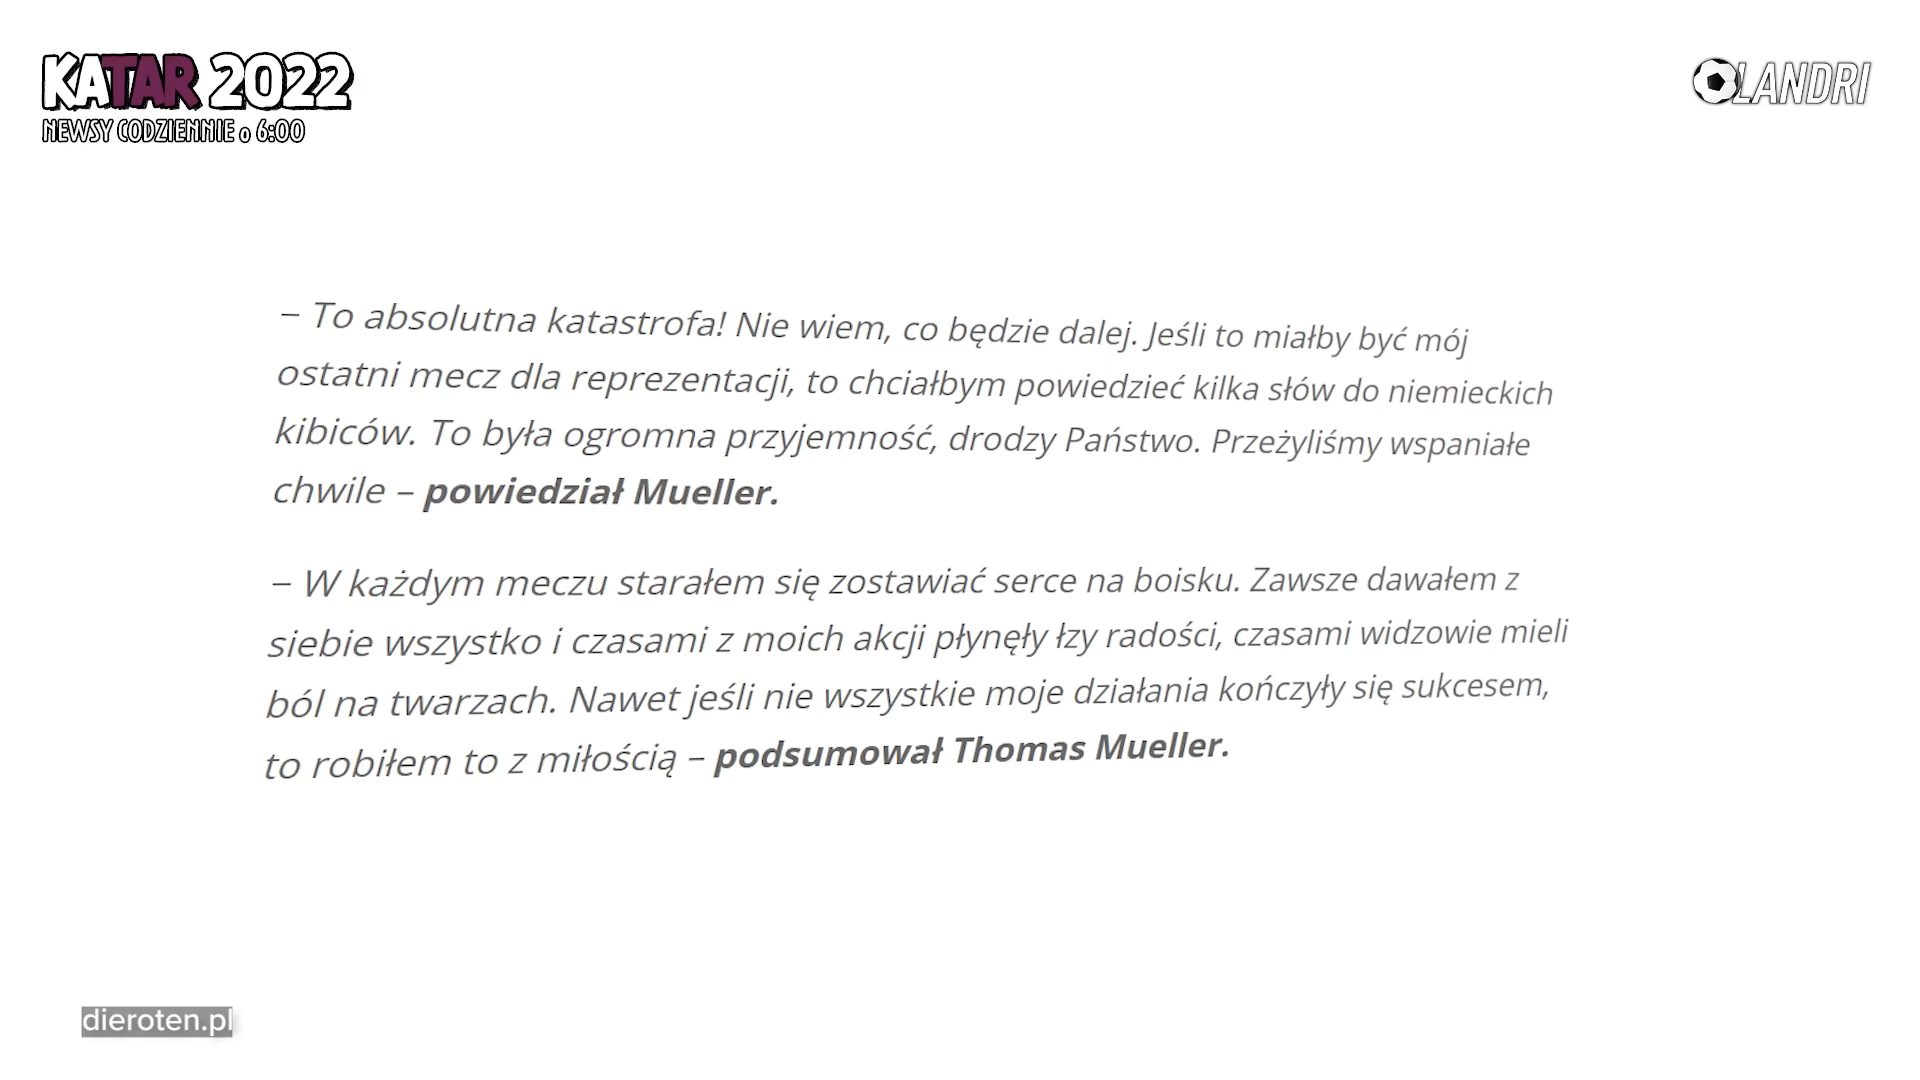 KATAR 2022
NEWSY CODZIENNIE o 6:00
OLANDRI
– To absolutna katastrofa! Nie wiem, co będzie dalej. Jeśli to miałby być mój
ostatni mecz dla reprezentacji, to chciałbym powiedzieć kilka słów do niemieckich
kibiców. To była ogromna przyjemność, drodzy Państwo. Przeżyliśmy wspaniałe
chwile – powiedział Mueller.
– W każdym meczu starałem się zostawiać serce na boisku. Zawsze dawałem z
siebie wszystko i czasami z moich akcji płynęły łzy radości, czasami widzowie mieli
ból na twarzach. Nawet jeśli nie wszystkie moje działania kończyły się sukcesem,
to robiłem to z miłością – podsumował Thomas Mueller.
dieroten.pl